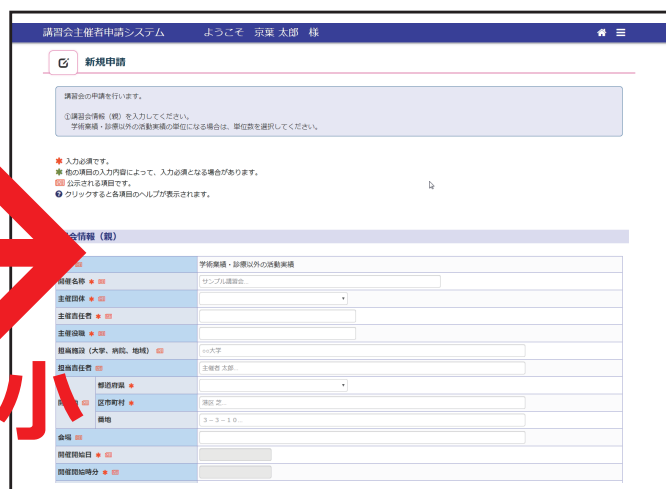 講習会主催者申請システム ようこそ 京葉 太郎 様
新規申請
講習会の申請を行います。
①講習会情報（親）を入力してください。
学術業績・診療以外の活動実績の単位になる場合は、単位数を選択してください。
* 入力必須です。
* 他の項目の入力内容によって、入力必須となる場合があります。
公示される項目です。
? クリックすると各項目のヘルプが表示されます。
会情報（親）
学術業績・診療以外の活動実績
開催名称 * サンプル講習会...
主催団体 *
主催責任者 *
主催役職 *
担当施設（大学、病院、地域） ○○大学
担当責任者 主催者 太郎...
都道府県 *
区市町村 * 港区 芝...
番地 3－3－10...
会場
開催開始日 *
開催開始時分 *
小